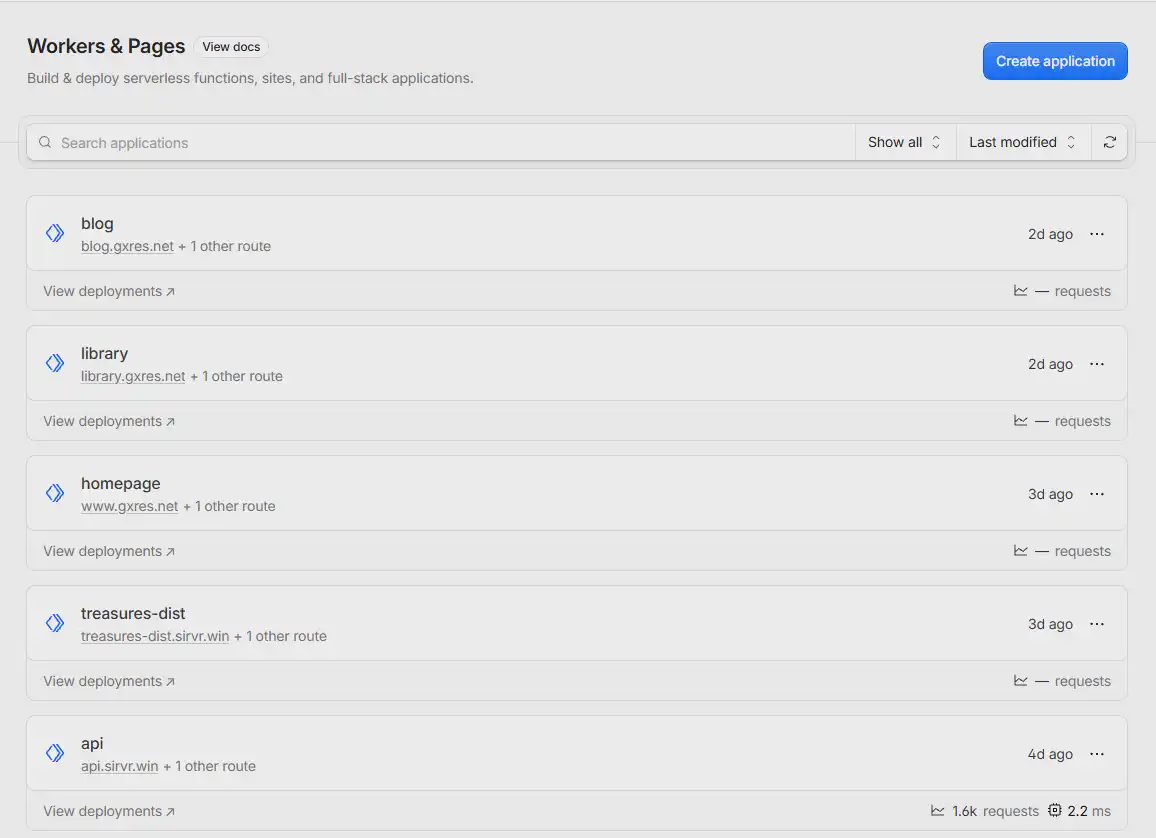 Workers & Pages View docs
Build & deploy serverless functions, sites, and full-stack applications.
Create application
Search applications Show all Last modified
blog
blog.gxres.net + 1 other route
2d ago
View deployments — requests
library
library.gxres.net + 1 other route
2d ago
View deployments — requests
homepage
www.gxres.net + 1 other route
3d ago
View deployments — requests
treasures-dist
treasures-dist.sirvr.win + 1 other route
3d ago
View deployments — requests
api
api.sirvr.win + 1 other route
4d ago
View deployments 1.6k requests 2.2 ms